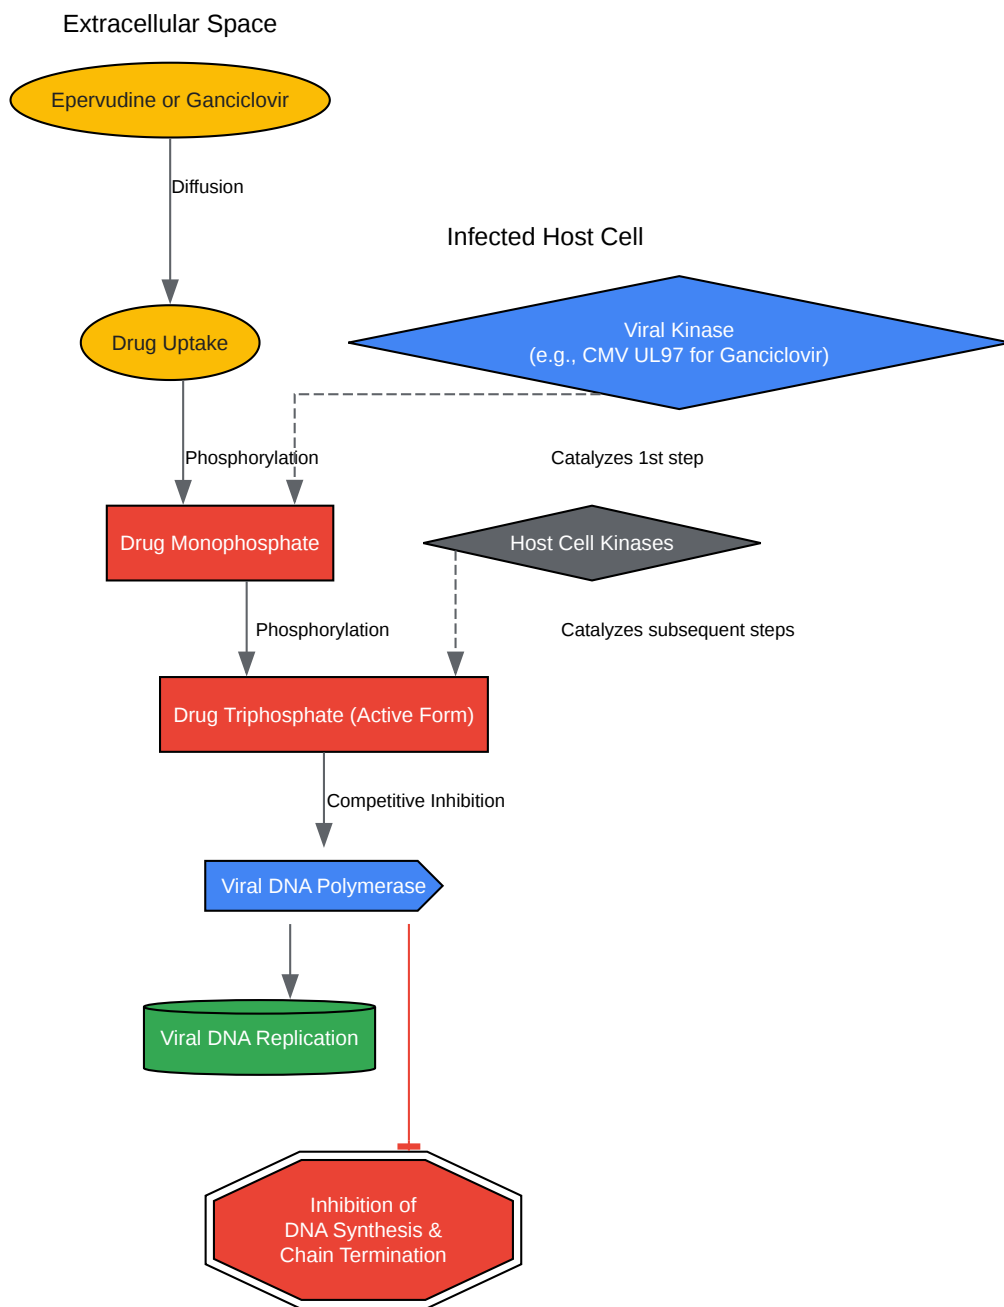 Extracellular Space
Epervudine or Ganciclovir
Diffusion
Infected Host Cell
Viral Kinase
(e.g., CMV UL97 for Ganciclovir)
Drug Uptake
Phosphorylation
Catalyzes 1st step
Drug Monophosphate
Host Cell Kinases
Phosphorylation
Catalyzes subsequent steps
Drug Triphosphate (Active Form)
Competitive Inhibition
Viral DNA Polymerase
Viral DNA Replication
Inhibition of
DNA Synthesis &
Chain Termination